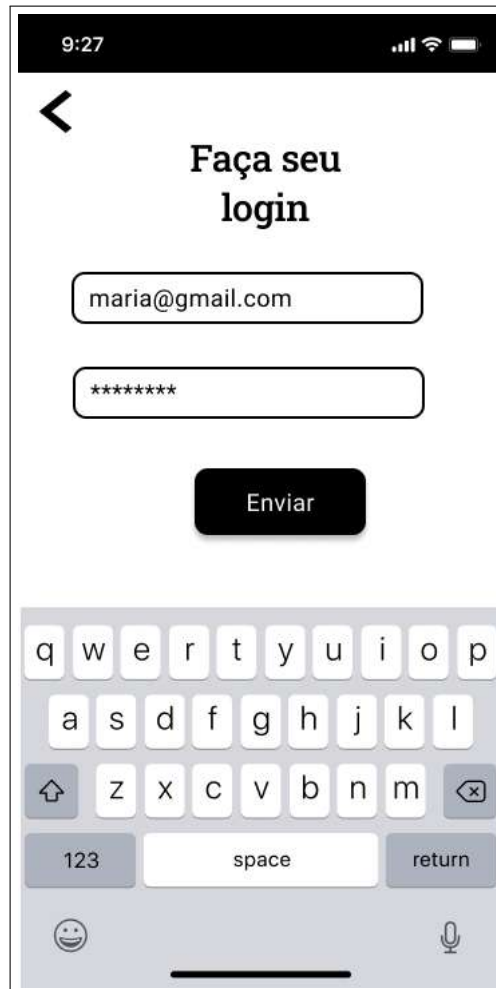 9:27
Faça seu
login
maria@gmail.com
********
Enviar
q w e r t y u i o p
a s d f g h j k l
z x c v b n m
123 space return